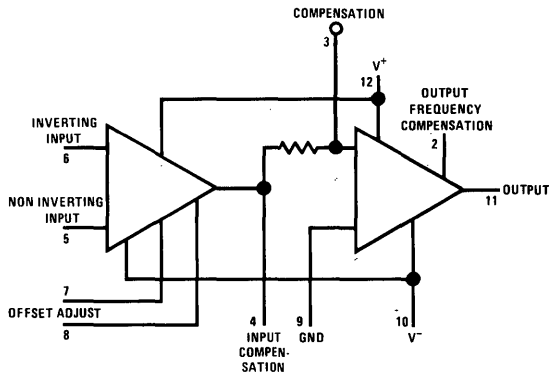 COMPENSATION
3
V+
12
OUTPUT
FREQUENCY
COMPENSATION
2
INVERTING
INPUT
6
NON INVERTING
INPUT
5
OUTPUT
11
7
OFFSET ADJUST
8
4
INPUT
COMPEN-
SATION
9
GND
10
V-